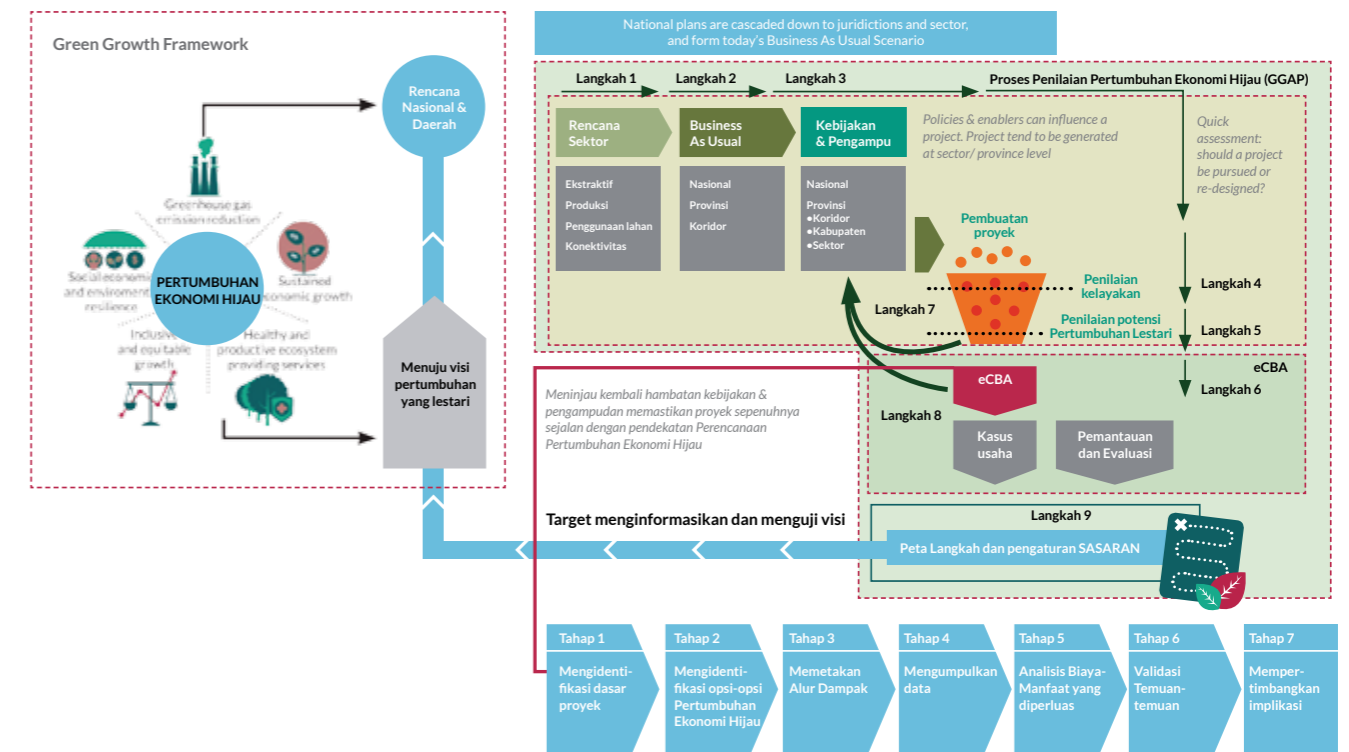 Green Growth Framework
Rencana
Nasional &
Daerah
Greenhouse gas
emission reduction
Social economic
and enviroment
resilience
PERTUMBUHAN
EKONOMI HIJAU
Sustained
economic growth
Inclusive
and equitable
growth
Healthy and
productive ecosystem
providing services
Menuju visi
pertumbuhan
yang lestari
National plans are cascaded down to juridictions and sector,
and form today's Business As Usual Scenario
Langkah 1
Langkah 2
Langkah 3
Proses Penilaian Pertumbuhan Ekonomi Hijau (GGAP)
Rencana
Sektor
Business
As Usual
Kebijakan
& Pengampu
Policies & enablers can influence a
project. Project tend to be generated
at sector/ province level
Quick
assessment:
should a project
be pursued or
re-designed?
Ekstraktif
Produksi
Penggunaan lahan
Konektivitas
Nasional
Provinsi
Koridor
Nasional
Provinsi
●Koridor
●Kabupaten
●Sektor
Pembuatan
proyek
Penilaian
kelayakan
Penilaian potensi
Pertumbuhan Lestari
Langkah 4
Langkah 5
Langkah 7
eCBA
Langkah 6
eCBA
Langkah 8
Kasus
usaha
Pemantauan
dan Evaluasi
Meninjau kembali hambatan kebijakan &
pengampudan memastikan proyek sepenuhnya
sejalan dengan pendekatan Perencanaan
Pertumbuhan Ekonomi Hijau
Target menginformasikan dan menguji visi
Langkah 9
Peta Langkah dan pengaturan SASARAN
Tahap 1
Mengidenti-
fikasi dasar
proyek
Tahap 2
Mengidenti-
fikasi opsi-opsi
Pertumbuhan
Ekonomi Hijau
Tahap 3
Memetakan
Alur Dampak
Tahap 4
Mengumpulkan
data
Tahap 5
Analisis Biaya-
Manfaat yang
diperluas
Tahap 6
Validasi
Temuan-
temuan
Tahap 7
Memper-
timbangkan
implikasi